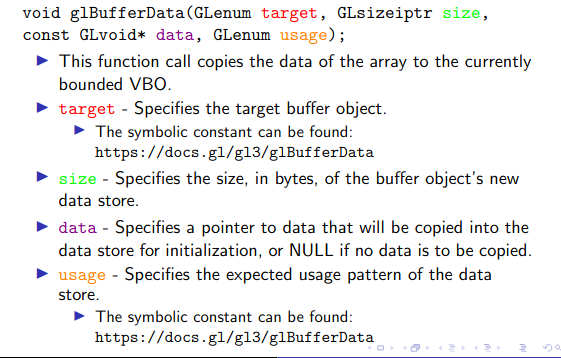 void glBufferData(GLenum target, GLsizeiptr size,
const GLvoid* data, GLenum usage);
This function call copies the data of the array to the currently
bounded VBO.
target - Specifies the target buffer object.
The symbolic constant can be found:
https://docs.gl/gl3/glBufferData
size - Specifies the size, in bytes, of the buffer object's new
data store.
data - Specifies a pointer to data that will be copied into the
data store for initialization, or NULL if no data is to be copied.
usage - Specifies the expected usage pattern of the data
store.
The symbolic constant can be found:
https://docs.gl/gl3/glBufferData